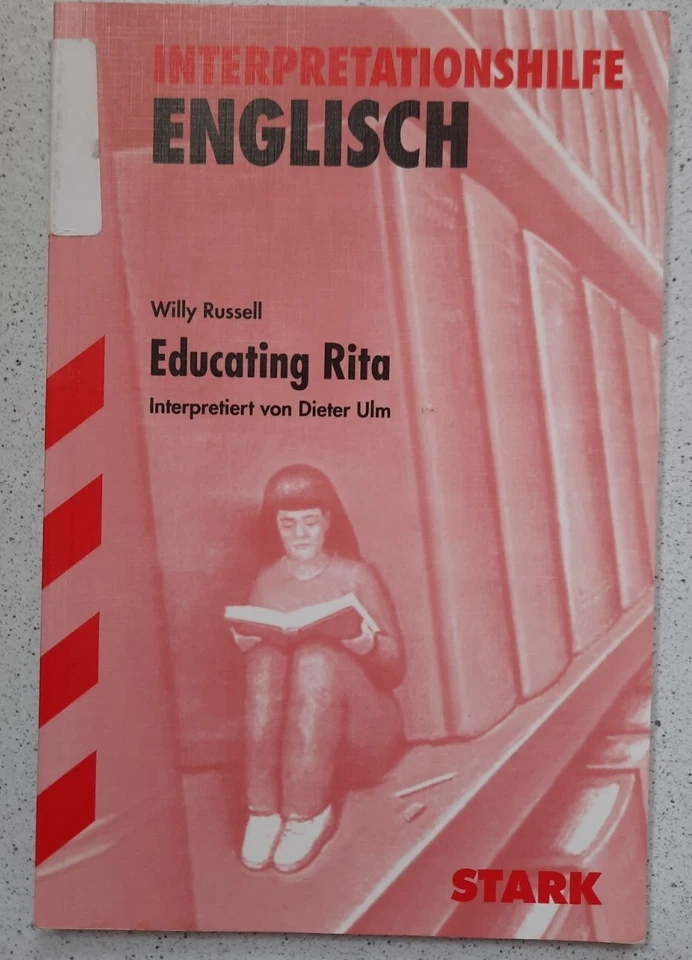 INTERPRETATIONSHILFE
ENGLISCH
Willy Russell
Educating Rita
Interpretiert von Dieter Ulm
STARK